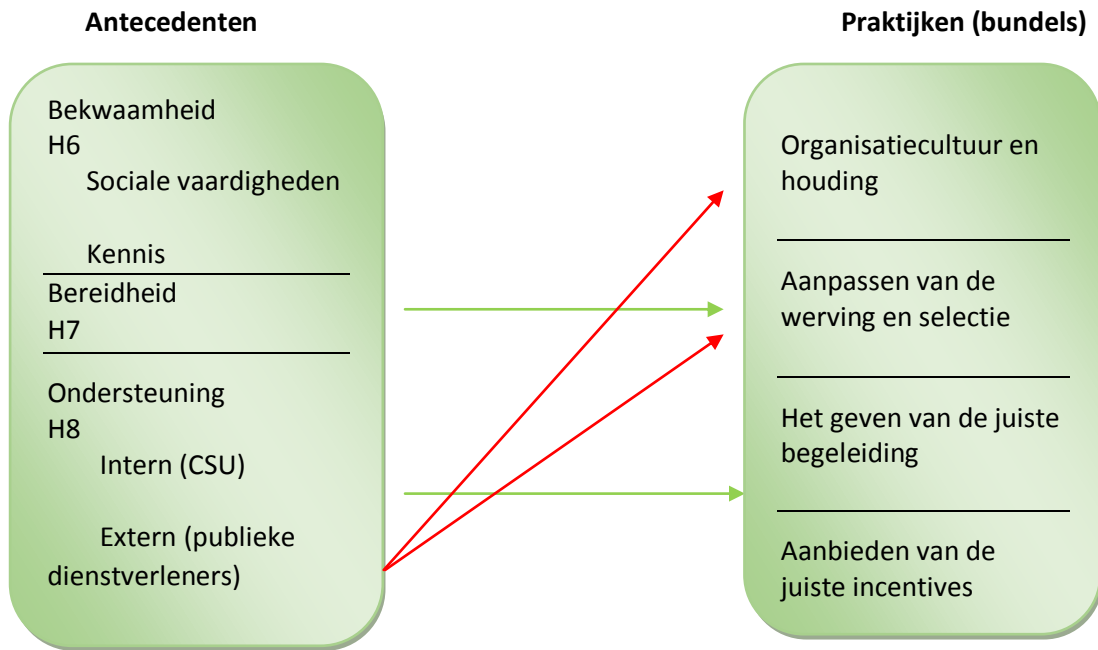 Antecedenten
Praktijken (bundels)
Bekwaamheid
H6
Sociale vaardigheden
Kennis
Bereidheid
H7
Ondersteuning
H8
Intern (CSU)
Extern (publieke
dienstverleners)
Organisatiecultuur en
houding
Aanpassen van de
werving en selectie
Het geven van de juiste
begeleiding
Aanbieden van de
juiste incentives